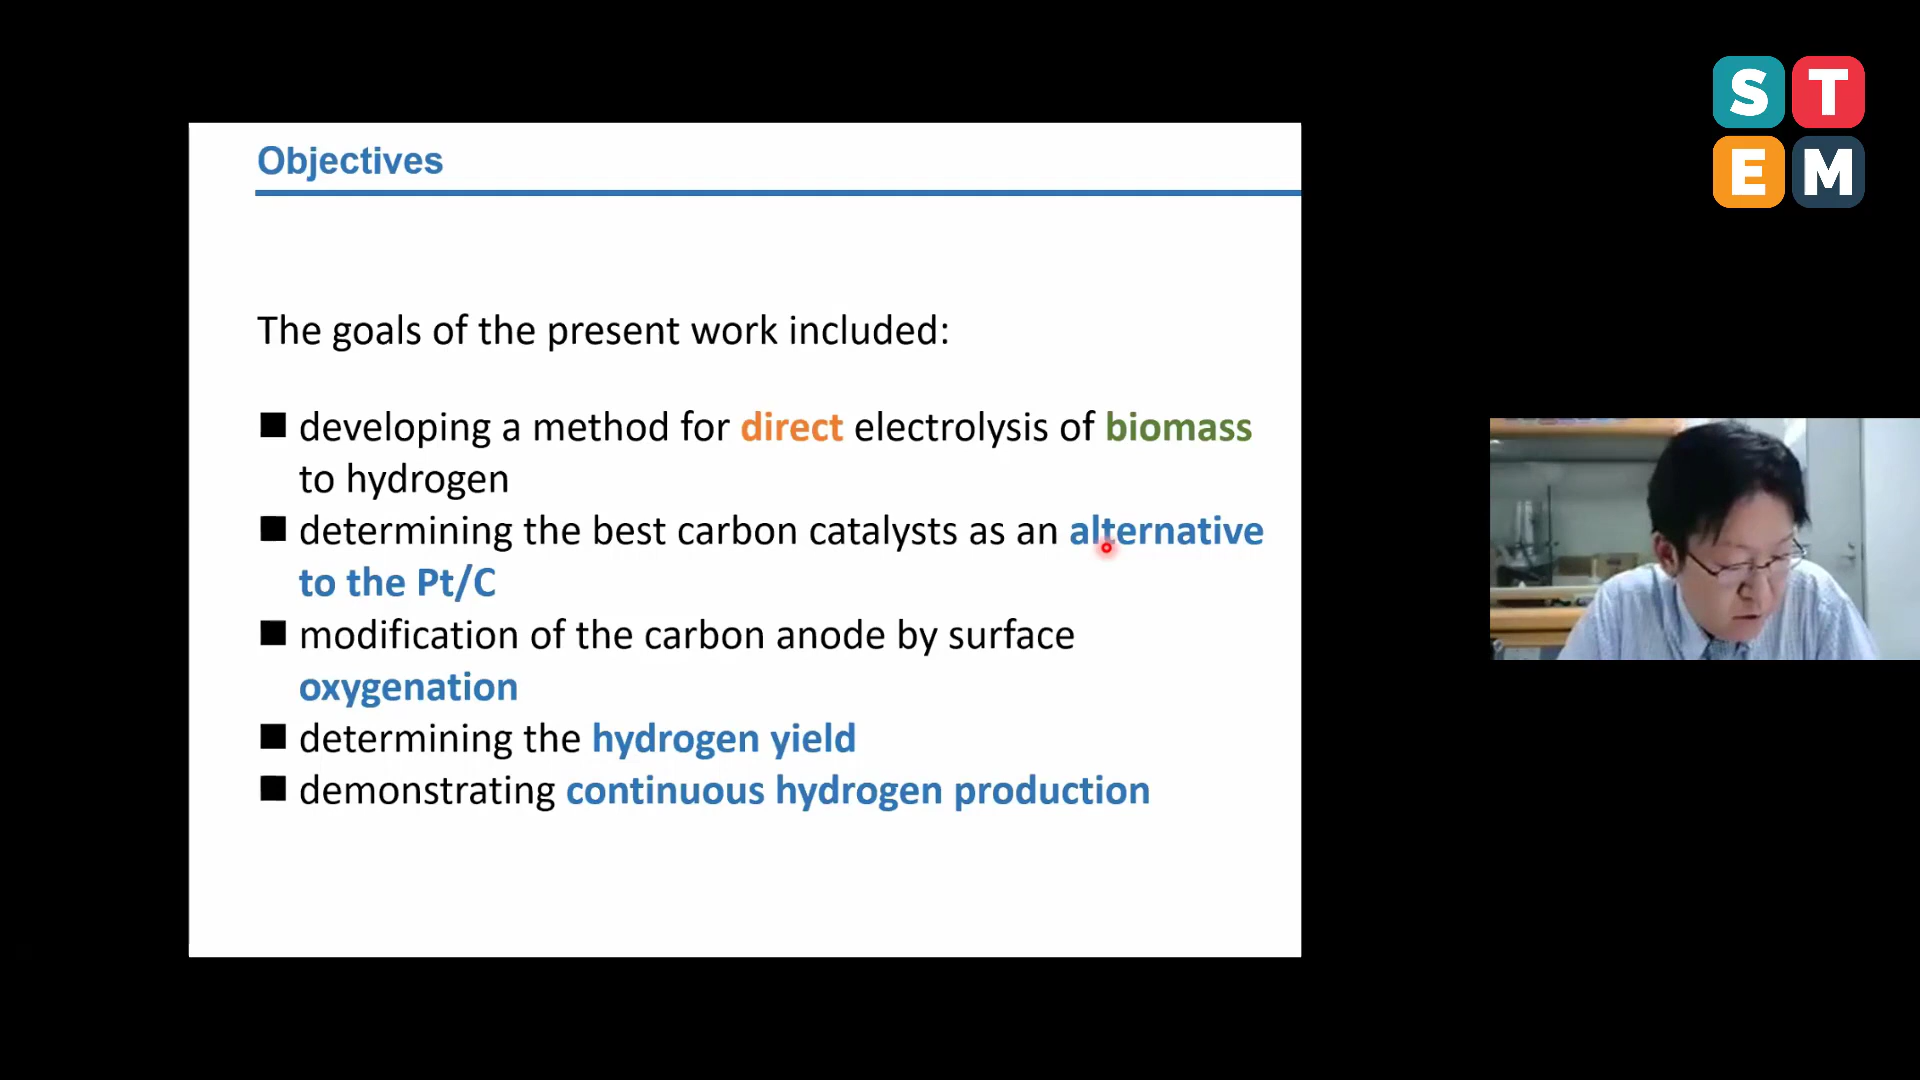 Objectives
The goals of the present work included:
■ developing a method for direct electrolysis of biomass
to hydrogen
■ determining the best carbon catalysts as an alternative
to the Pt/C
■ modification of the carbon anode by surface
oxygenation
■ determining the hydrogen yield
■ demonstrating continuous hydrogen production
ST
EM